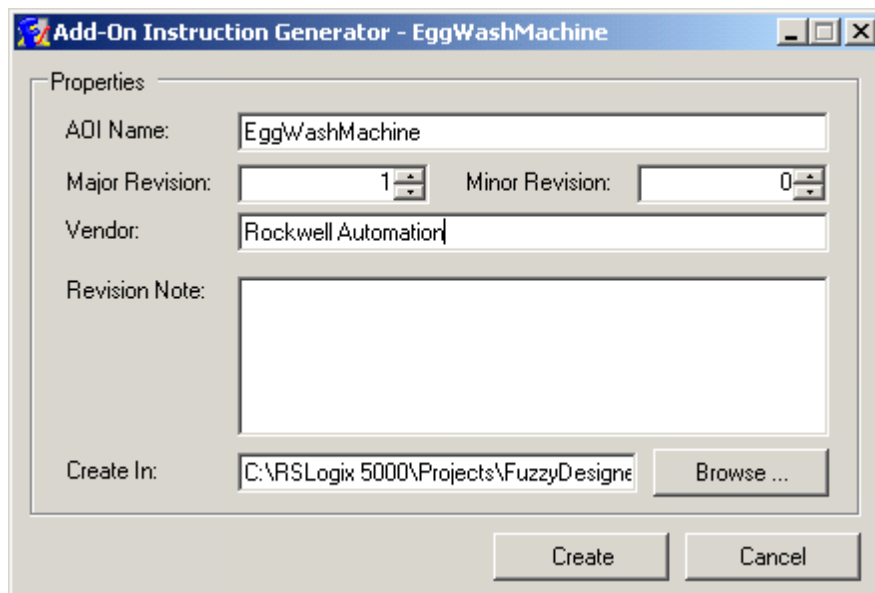 Add-On Instruction Generator - EggWashMachine
Properties
AOI Name: EggWashMachine
Major Revision: 1 Minor Revision: 0
Vendor: Rockwell Automation
Revision Note:
Create In: C:\RSLogix 5000\Projects\FuzzyDesigne Browse ...
Create Cancel